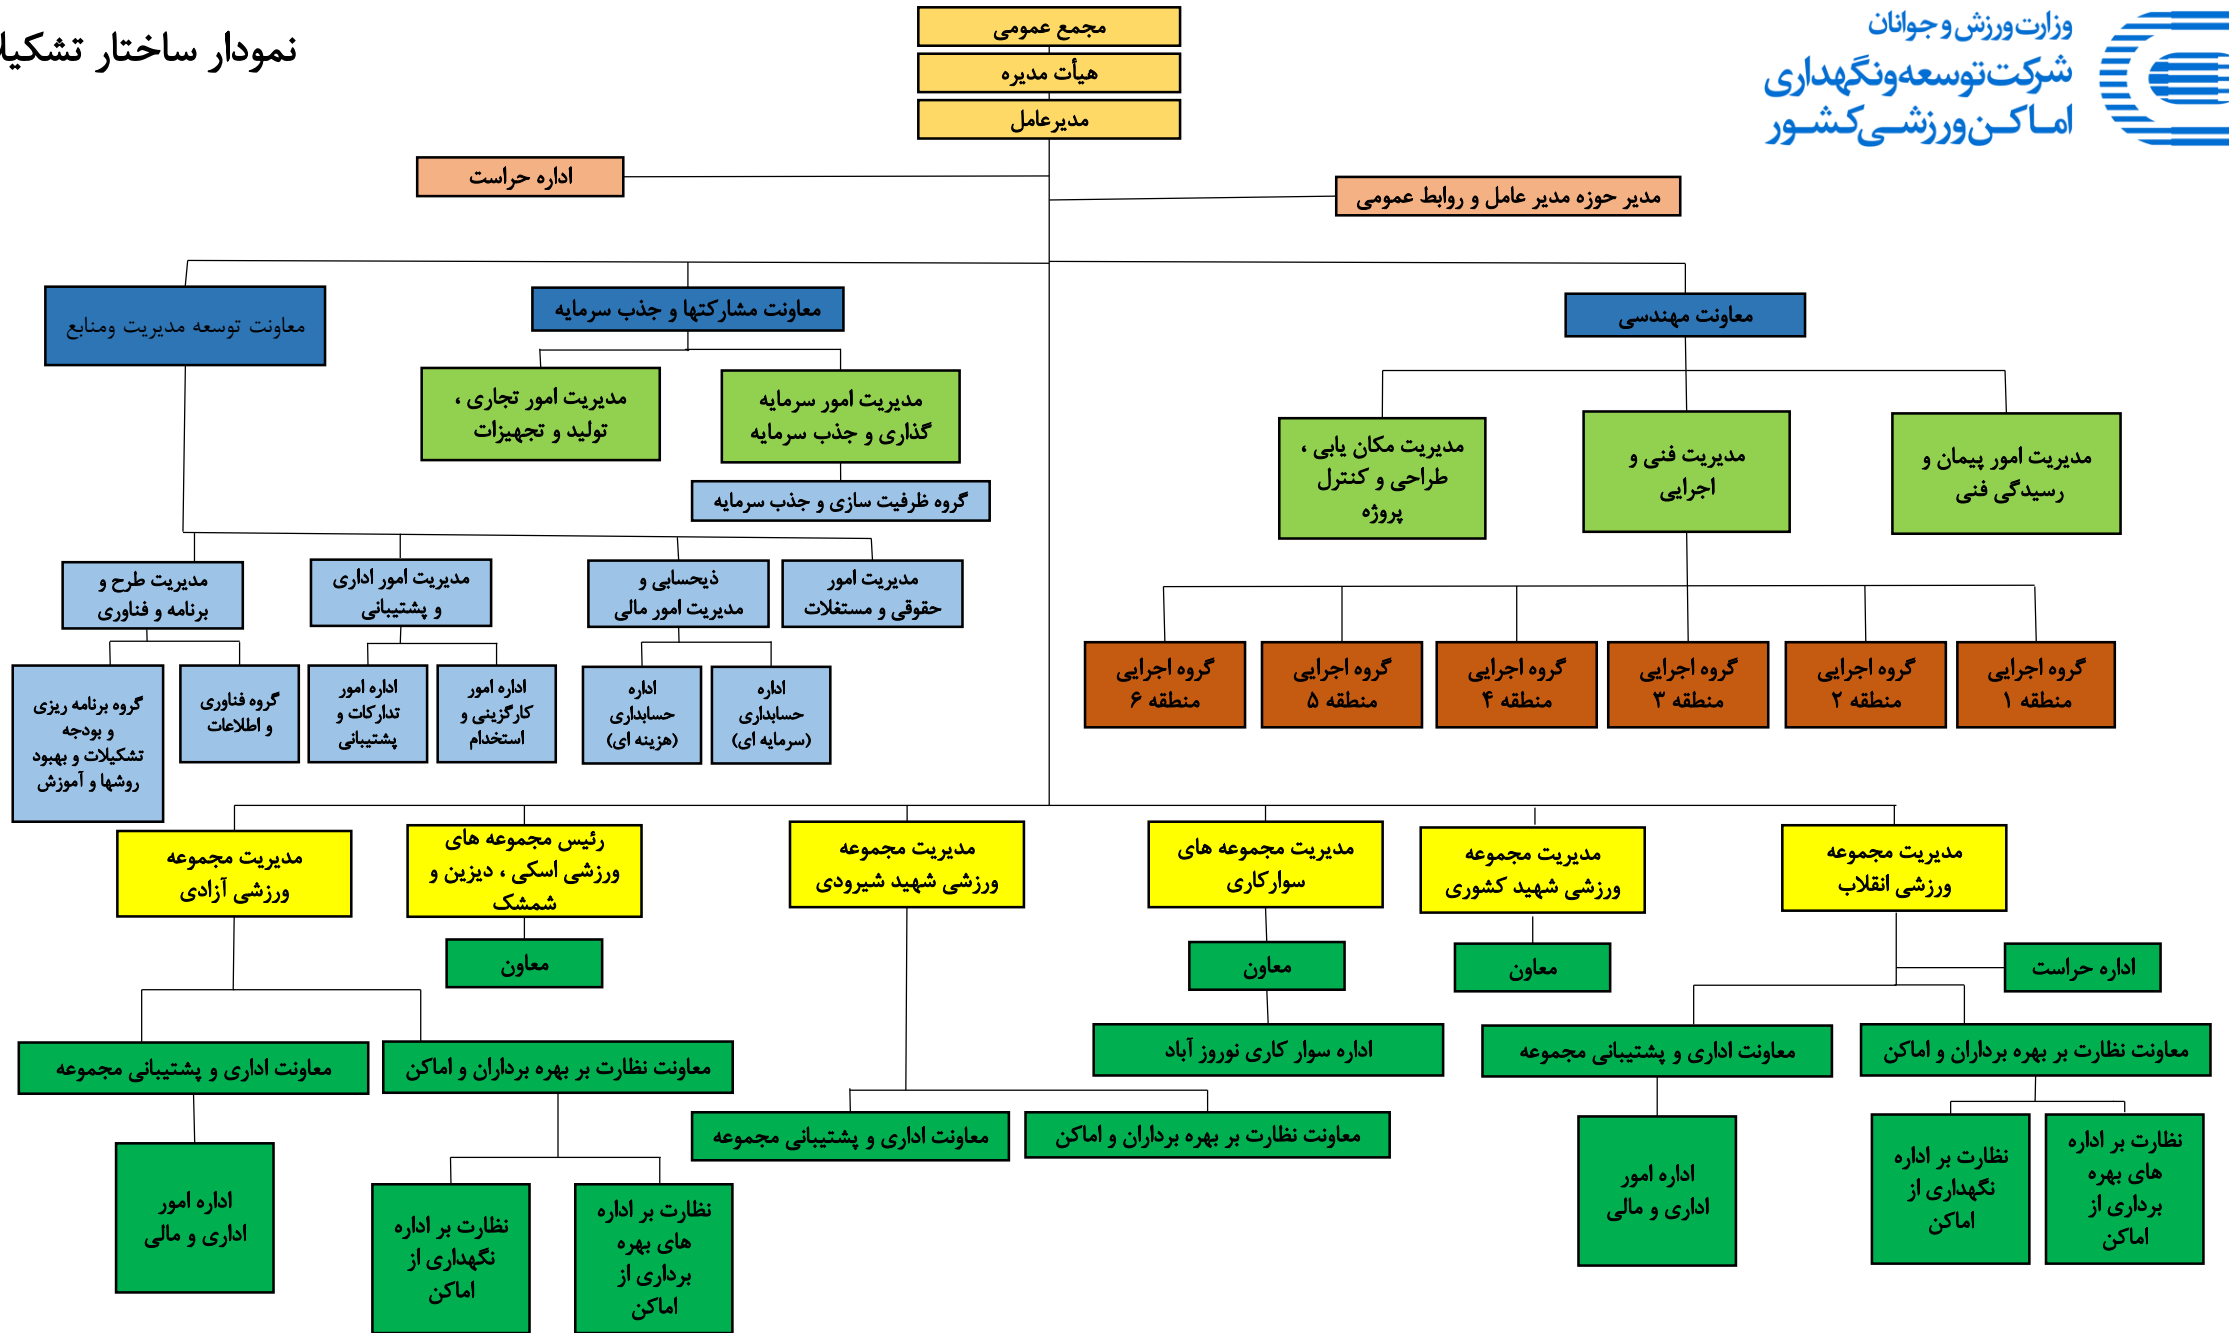 وزارت ورزش و جوانان
شرکت توسعه ونگهداری
اماکن ورزشی کشور
نمودار ساختار
مجمع عمومی
هیأت مدیره
مدیرعامل
اداره حراست
مدیر حوزه مدیر عامل و روابط عمومی
معاونت مهندسی
معاونت مشارکتها و جذب سرمایه
معاونت توسعه مدیریت ومنابع
مدیریت امور پیمان و
رسیدگی فنی
مدیریت فنی و
اجرایی
مدیریت مکان یابی ،
طراحی و کنترل
پروژه
مدیریت امور سرمایه
گذاری و جذب سرمایه
مدیریت امور تجاری ،
تولید و تجهیزات
گروه ظرفیت سازی و جذب سرمایه
گروه اجرایی
منطقه ۱
گروه اجرایی
منطقه ۲
گروه اجرایی
منطقه ۳
گروه اجرایی
منطقه ۴
گروه اجرایی
منطقه ۵
گروه اجرایی
منطقه ۶
مدیریت امور
حقوقی و مستغلات
ذیحسابی و
مدیریت امور مالی
مدیریت امور اداری
و پشتیبانی
مدیریت طرح و
برنامه و فناوری
اداره
حسابداری
(سرمایه ای)
اداره
حسابداری
(هزینه ای)
اداره امور
کارگزینی و
استخدام
اداره امور
تدارکات و
پشتیبانی
گروه فناوری
و اطلاعات
گروه برنامه ریزی
و بودجه
تشکیلات و بهبود
روشها و آموزش
مدیریت مجموعه
ورزشی انقلاب
مدیریت مجموعه
ورزشی شهید کشوری
مدیریت مجموعه های
سوارکاری
مدیریت مجموعه
ورزشی شهید شیرودی
رئیس مجموعه های
ورزشی اسکی ، دیزین و
شمشک
مدیریت مجموعه
ورزشی آزادی
اداره حراست
معاون
معاون
معاون
معاونت نظارت بر بهره برداران و اماکن
معاونت اداری و پشتیبانی مجموعه
اداره سوار کاری نوروز آباد
معاونت نظارت بر بهره برداران و اماکن
معاونت اداری و پشتیبانی مجموعه
معاونت نظارت بر بهره برداران و اماکن
معاونت اداری و پشتیبانی مجموعه
نظارت بر اداره
های بهره
برداری از
اماکن
نظارت بر اداره
نگهداری از
اماکن
اداره امور
اداری و مالی
نظارت بر اداره
های بهره
برداری از
اماکن
نظارت بر اداره
نگهداری از
اماکن
اداره امور
اداری و مالی